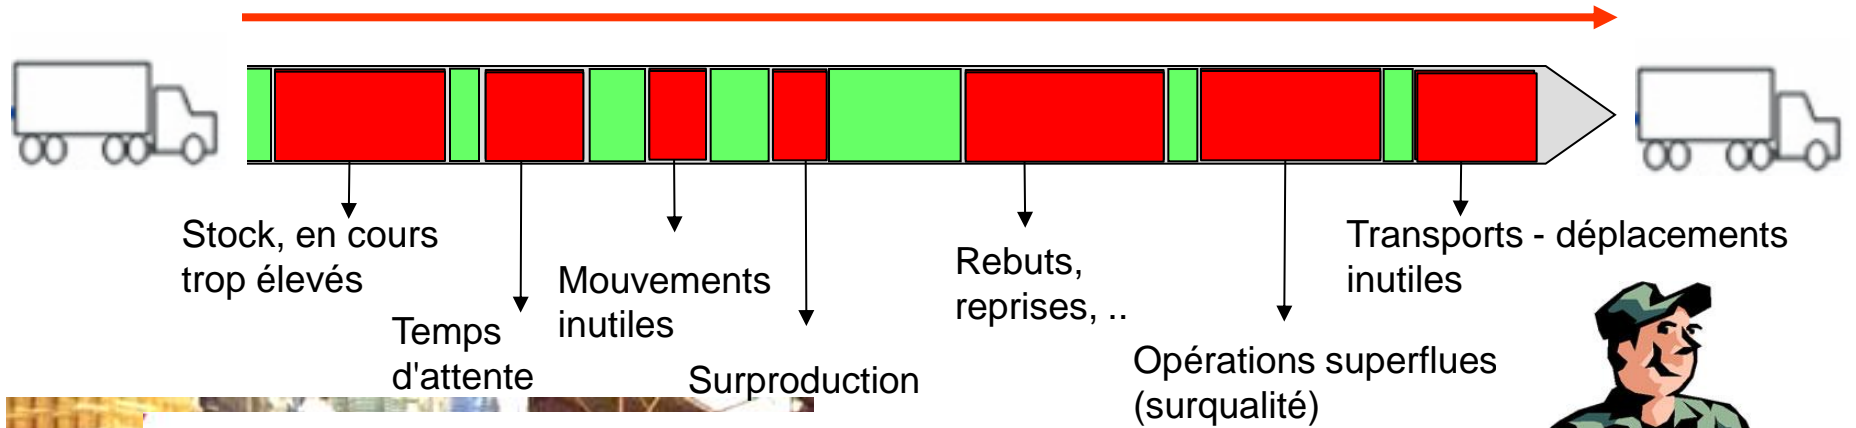 Stock, en cours
trop élevés
Temps
d'attente
Mouvements
inutiles
Surproduction
Rebuts,
reprises, ..
Opérations superflues
(surqualité)
Transports - déplacements
inutiles